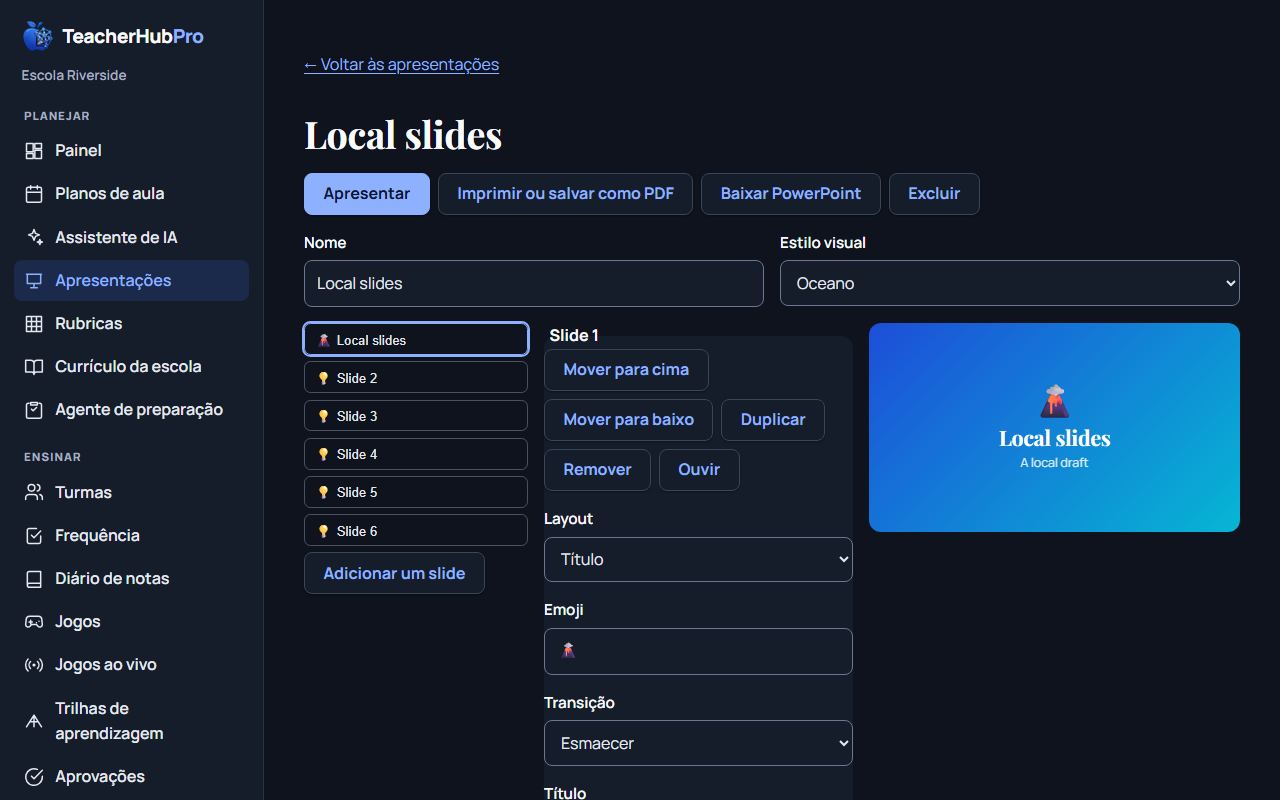 TeacherHubPro
Escola Riverside
PLANEJAR
Painel
Planos de aula
Assistente de IA
Apresentações
Rubricas
Currículo da escola
Agente de preparação
ENSINAR
Turmas
Frequência
Diário de notas
Jogos
Jogos ao vivo
Trilhas de
aprendizagem
Aprovações
← Voltar às apresentações
Local slides
Apresentar
Imprimir ou salvar como PDF
Baixar PowerPoint
Excluir
Nome
Local slides
Estilo visual
Oceano
Local slides
Slide 2
Slide 3
Slide 4
Slide 5
Slide 6
Adicionar um slide
Slide 1
Mover para cima
Mover para baixo
Duplicar
Remover
Ouvir
Layout
Título
Emoji
Transição
Esmaecer
Título
Local slides
A local draft